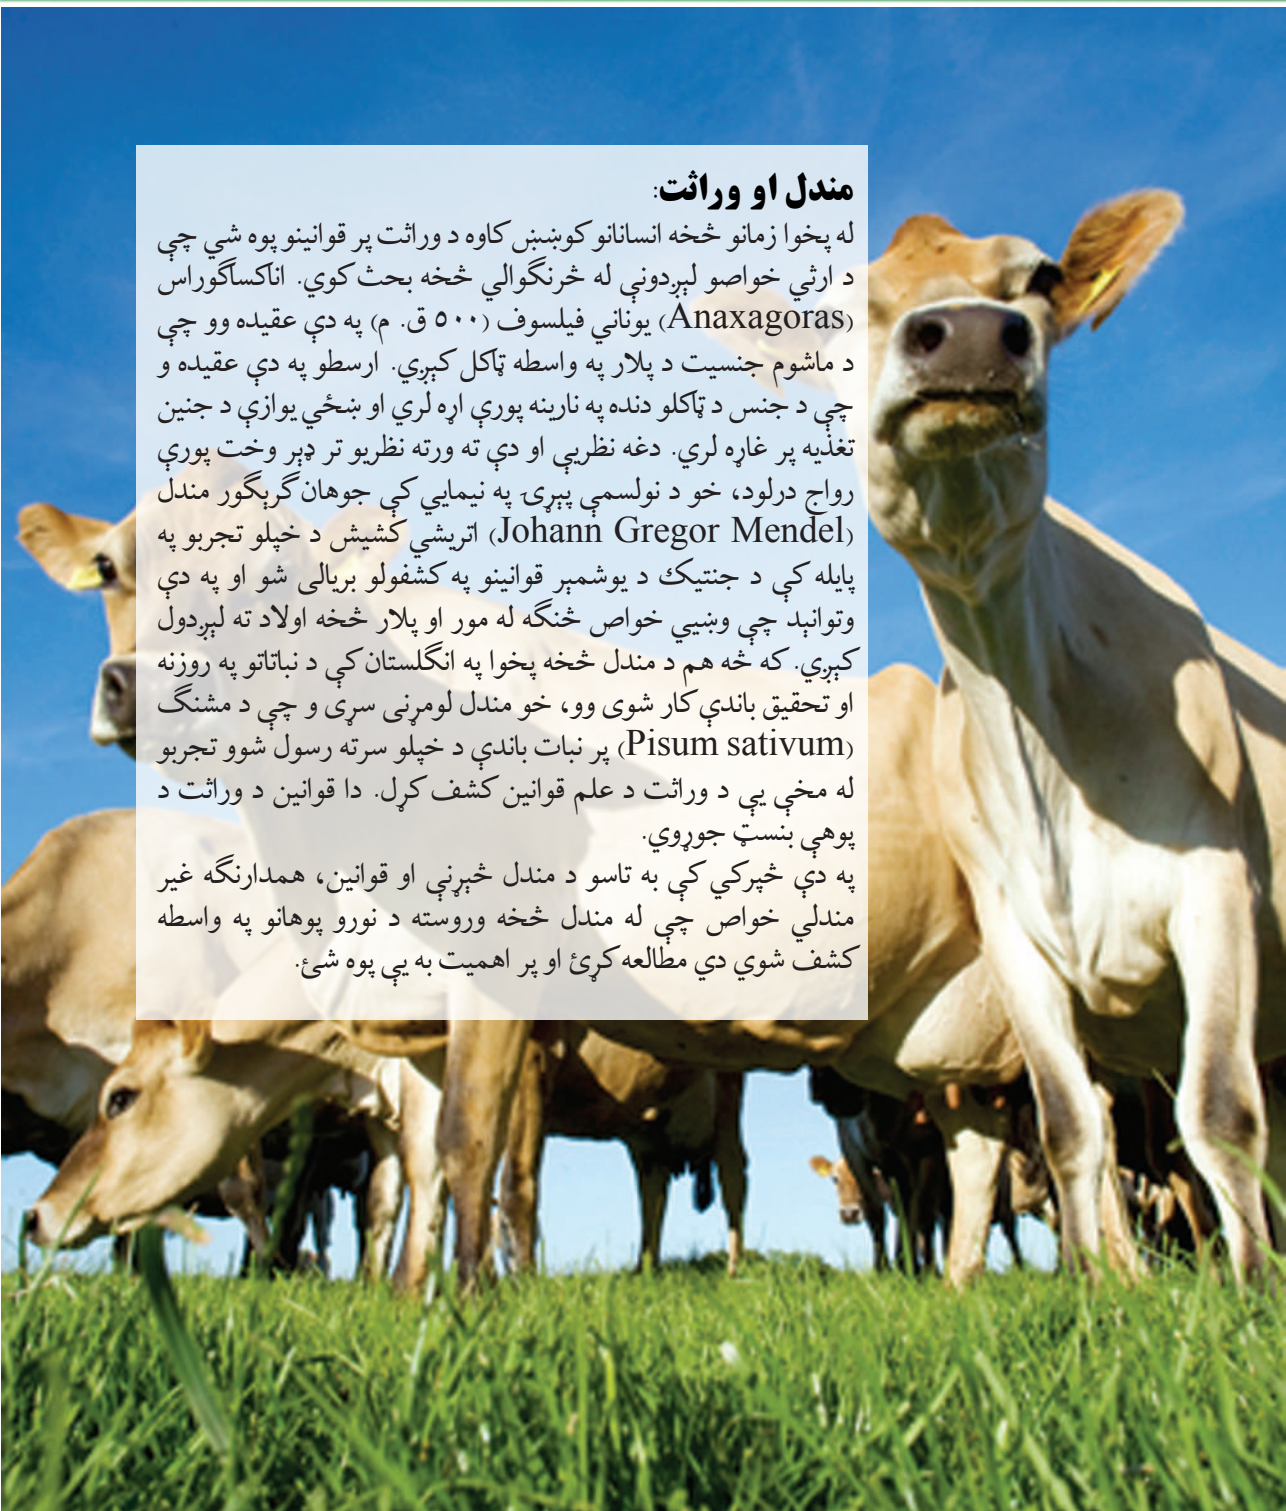 مندل او وراثت:
له پخوا زمانو څخه انسانانو کوښښ کاوه د وراثت پر قوانینو پوه شي چې
د ارثي خواصو لېږدونې له څرنگوالي څخه بحث کوي. اناکساگوراس
(Anaxagoras) یوناني فیلسوف (۵۰۰ ق. م) په دې عقیده وو چې
د ماشوم جنسیت د پلار په واسطه ټاکل کېږي. ارسطو په دې عقیده و
چې د جنس د ټاکلو دنده په نارینه پورې اړه لري او ښځې یوازې د جنین
تغذیه پر غاړه لري. دغه نظریې او دې ته ورته نظریو تر ډېر وخت پورې
رواج درلود، خو د نولسمې پېړۍ په نیمایي کې جوهان گرېگور مندل
(Johann Gregor Mendel) اتریشي کشیش د خپلو تجربو په
پایله کې د جنتیک د یوشمېر قوانینو په کشفولو بریالی شو او په دې
وتوانېد چې وښیي خواص څنگه له مور او پلار څخه اولاد ته لېږدول
کېږي. که څه هم د مندل څخه پخوا په انگلستان کې د نباتاتو په روزنه
او تحقیق باندې کار شوی وو، خو مندل لومړنی سړی و چې د مشنگ
(Pisum sativum) پر نبات باندې د خپلو سرته رسول شوو تجربو
له مخې یې د وراثت د علم قوانین کشف کړل. دا قوانین د وراثت د
پوهې بنسټ جوړوي.
په دې څپرکي کې به تاسو د مندل څېړنې او قوانین، همدارنگه غیر
مندلي خواص چې له مندل څخه وروسته د نورو پوهانو په واسطه
کشف شوي دي مطالعه کړئ او پر اهمیت به یې پوه شئ.